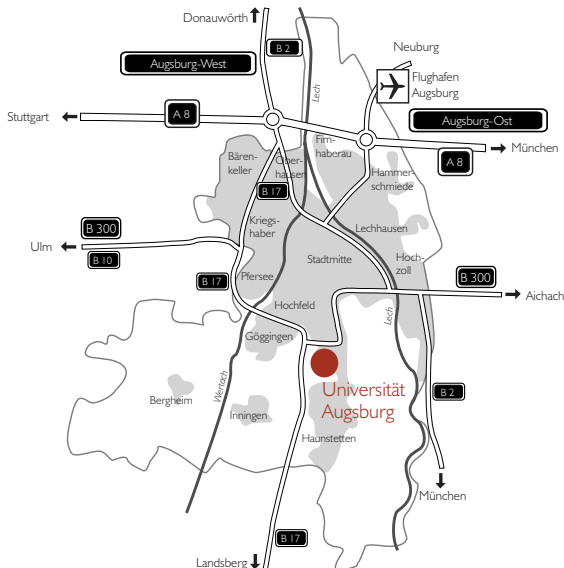 Donauwörth
B 2
Neuburg
Augsburg-West
Flughafen
Augsburg
Lech
Stuttgart
A 8
Augsburg-Ost
Firn-
haberau
München
A 8
Bären-
keller
Ober-
hausen
Hammer-
schmiede
B 17
B 300
Kriegs-
haber
Lechhausen
Ulm
B 10
Stadtmitte
Hoch-
zoll
B 17
Pfersee
B 300
Aichach
Hochfeld
Lech
Göggingen
Wertach
Universität
Augsburg
B 2
Bergheim
Inningen
Haunstetten
München
B 17
Landsberg